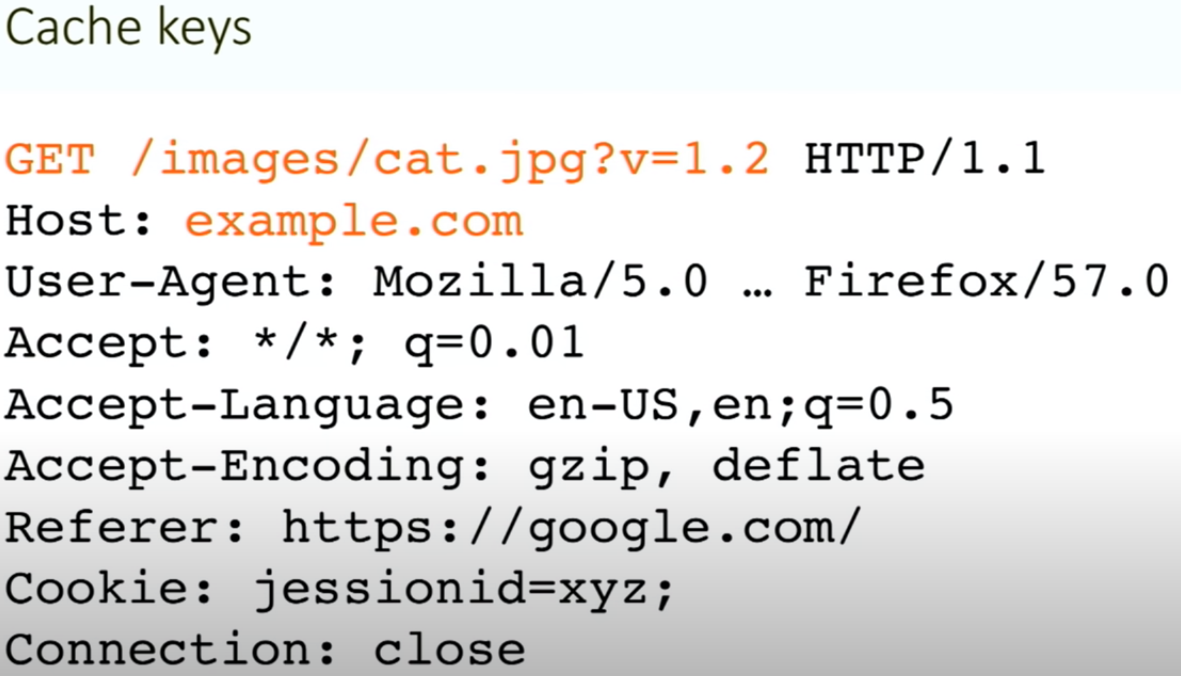 Cache keys
GET /images/cat.jpg?v=1.2 HTTP/1.1
Host: example.com
User-Agent: Mozilla/5.0 … Firefox/57.0
Accept: */*; q=0.01
Accept-Language: en-US,en;q=0.5
Accept-Encoding: gzip, deflate
Referer: https://google.com/
Cookie: jessionid=xyz;
Connection: close